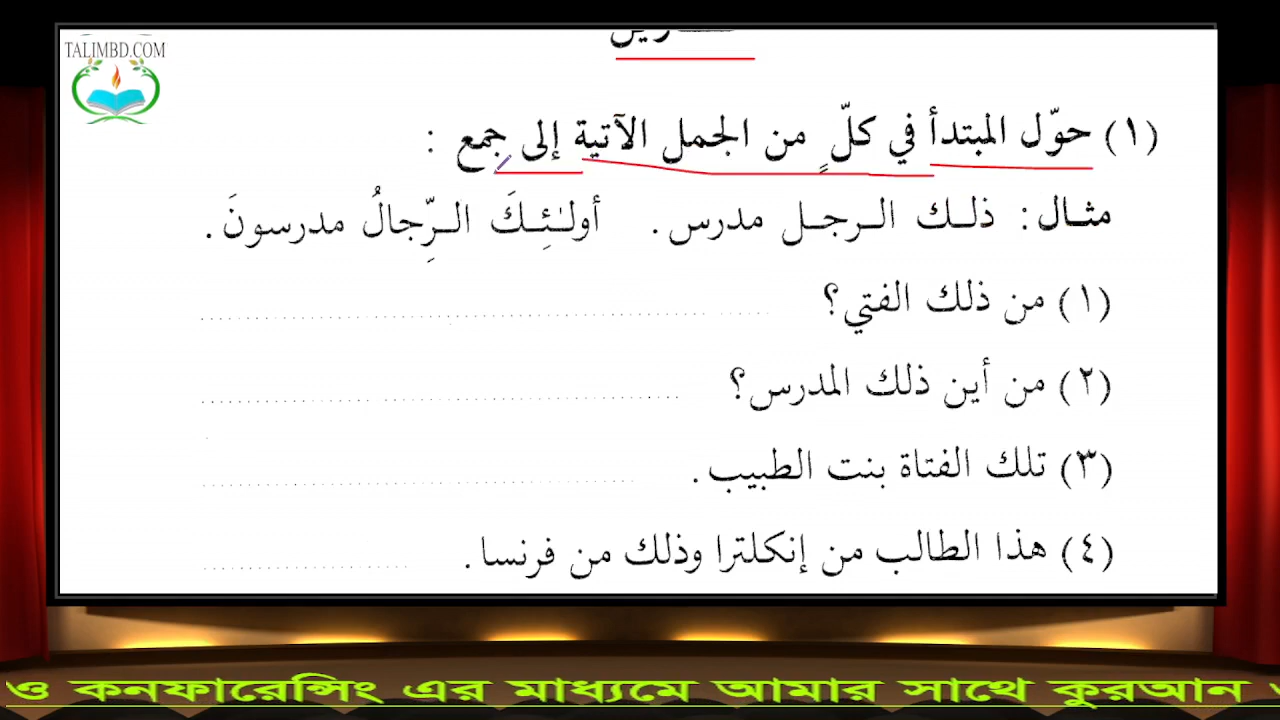 TALIMBD.COM
(١) حوّل المبتدأ في كلٍّ من الجمل الآتية إلى جمع :
مثال : ذلك الرجل مدرس . أولٰئِكَ الرِّجالُ مدرسونَ .
(١) من ذلك الفتي؟
(٢) من أين ذلك المدرس؟
(٣) تلك الفتاة بنت الطبيب .
(٤) هذا الطالب من إنكلترا وذلك من فرنسا .
ও কনফারেন্সিং এর মাধ্যমে আমার সাথে কুরআন